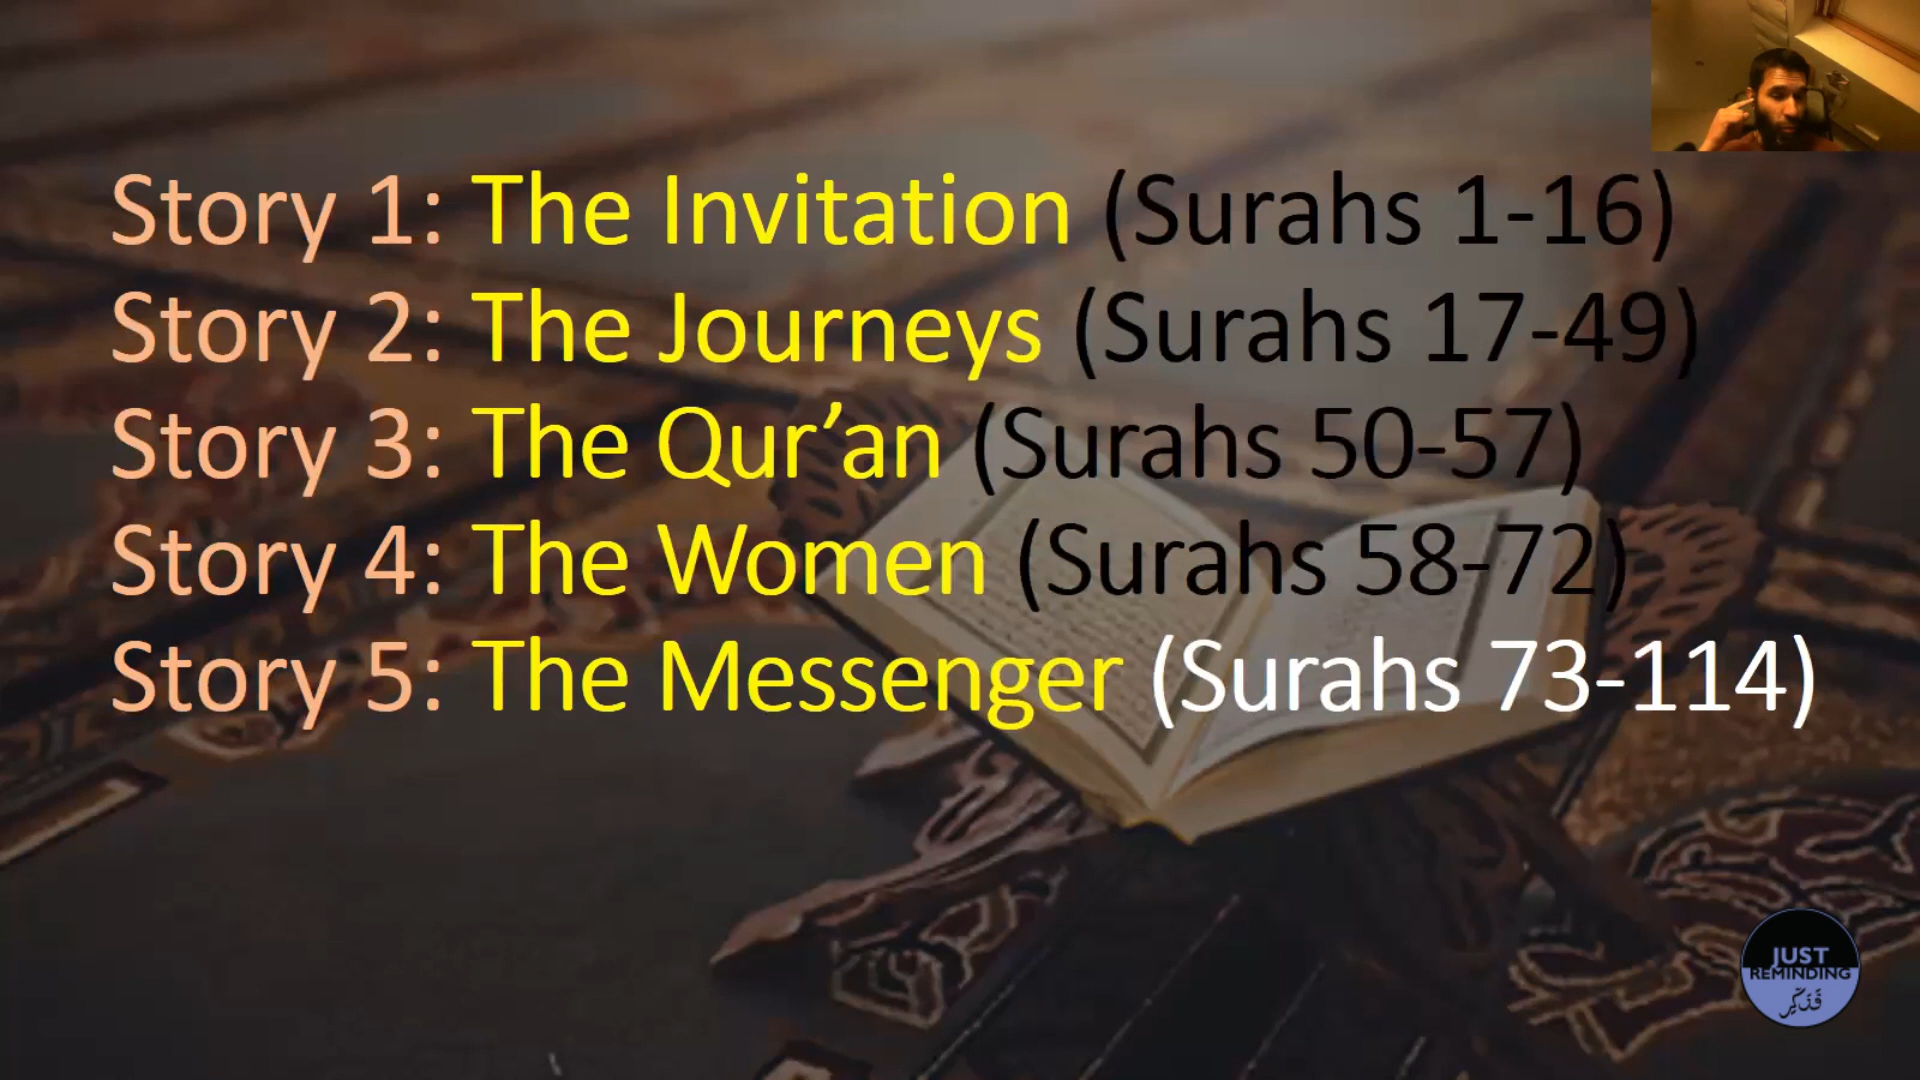 Story 1: The Invitation (Surahs 1-16)
Story 2: The Journeys (Surahs 17-49)
Story 3: The Qur’an (Surahs 50-57)
Story 4: The Women (Surahs 58-72)
Story 5: The Messenger (Surahs 73-114)
JUST
REMINDING
فَذَكِّرْ